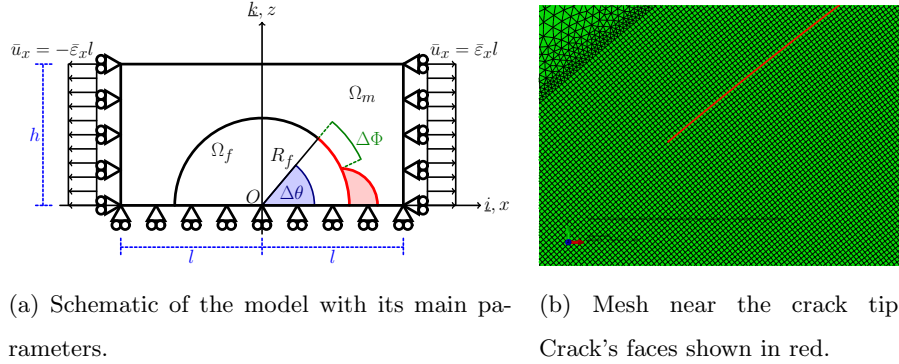 k, z
ū_x = −ε̄_x l
ū_x = ε̄_x l
Ω_m
h
Ω_f
R_f
ΔΦ
O
Δθ
i, x
l
l
(a) Schematic of the model with its main pa-
rameters.
(b) Mesh near the crack tip
Crack's faces shown in red.